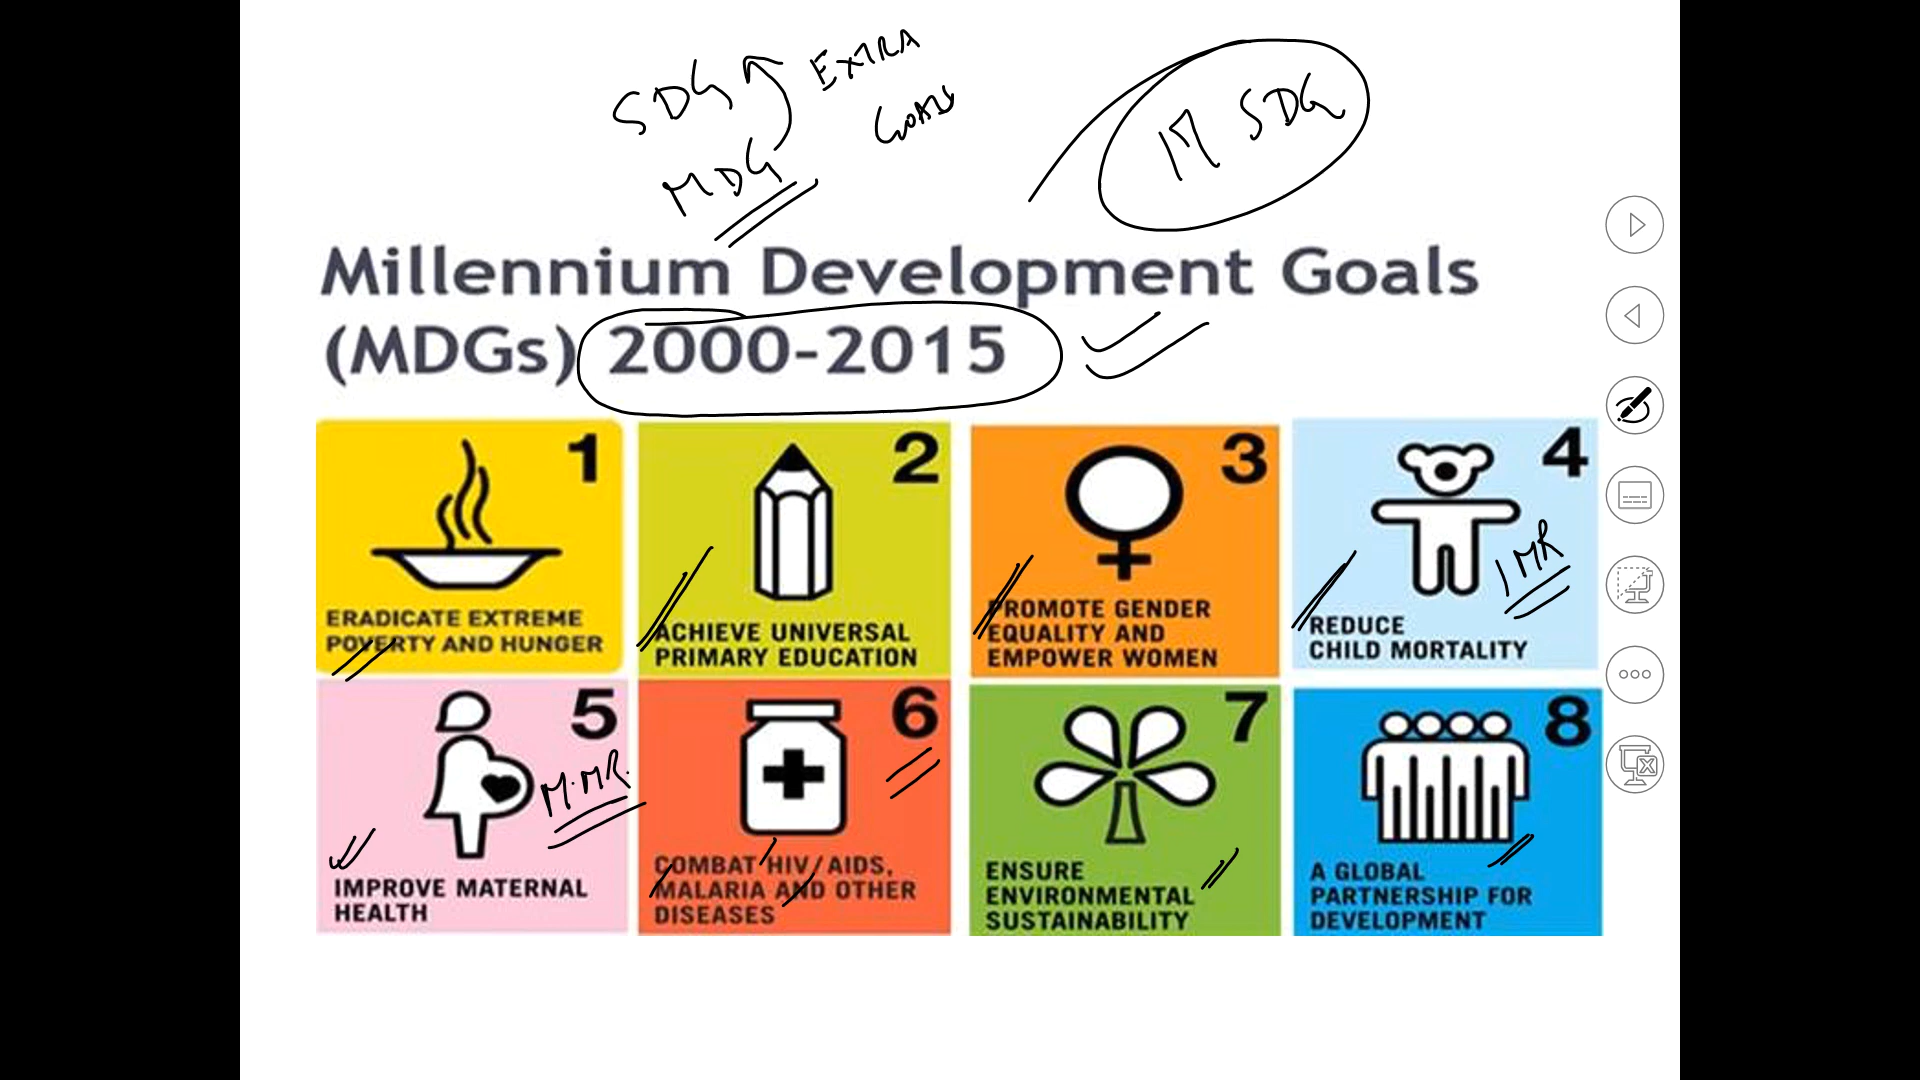 SDG
EXTRA
GOALS
MDG
17 SDG
Millennium Development Goals
(MDGs) 2000-2015
1
ERADICATE EXTREME
POVERTY AND HUNGER
2
ACHIEVE UNIVERSAL
PRIMARY EDUCATION
3
PROMOTE GENDER
EQUALITY AND
EMPOWER WOMEN
4
IMR
REDUCE
CHILD MORTALITY
5
M.MR.
IMPROVE MATERNAL
HEALTH
6
COMBAT HIV/AIDS,
MALARIA AND OTHER
DISEASES
7
ENSURE
ENVIRONMENTAL
SUSTAINABILITY
8
A GLOBAL
PARTNERSHIP FOR
DEVELOPMENT